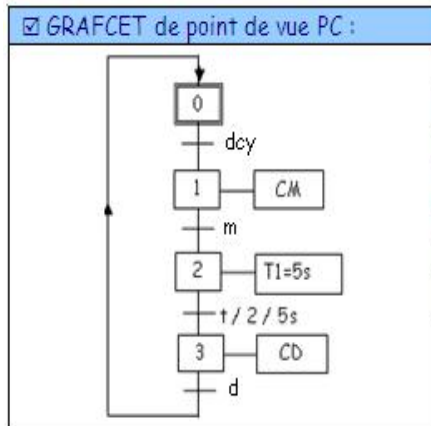 ☑ GRAFCET de point de vue PC :
0
dcy
1 CM
m
2 T1=5s
t / 2 / 5s
3 CD
d